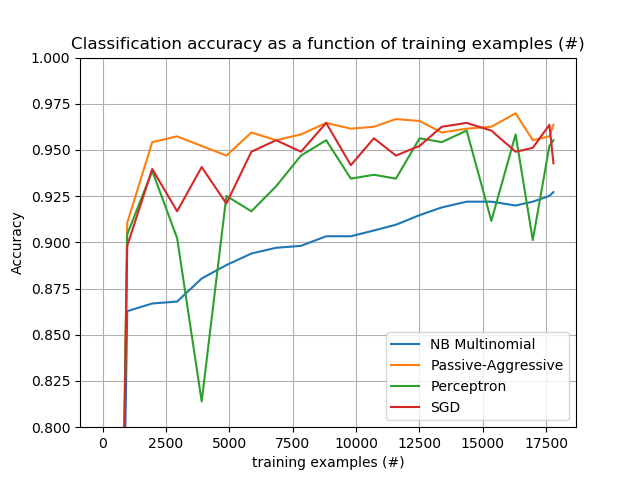 Classification accuracy as a function of training examples (#)
1.000
0.975
0.950
0.925
0.900
0.875
0.850
0.825
0.800
Accuracy
NB Multinomial
Passive-Aggressive
Perceptron
SGD
0 2500 5000 7500 10000 12500 15000 17500
training examples (#)